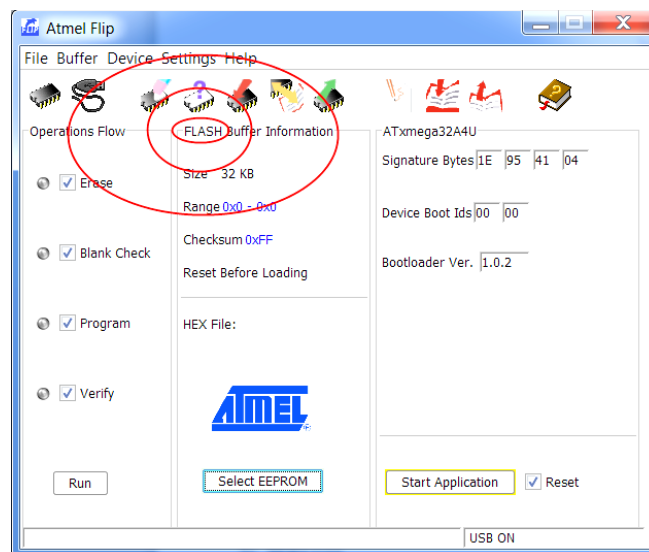 Atmel Flip
File Buffer Device Settings Help
Operations Flow
Erase
Blank Check
Program
Verify
Run
FLASH Buffer Information
Size 32 KB
Range 0x0 - 0x0
Checksum 0xFF
Reset Before Loading
HEX File:
ATMEL
Select EEPROM
ATxmega32A4U
Signature Bytes 1E 95 41 04
Device Boot Ids 00 00
Bootloader Ver. 1.0.2
Start Application
Reset
USB ON